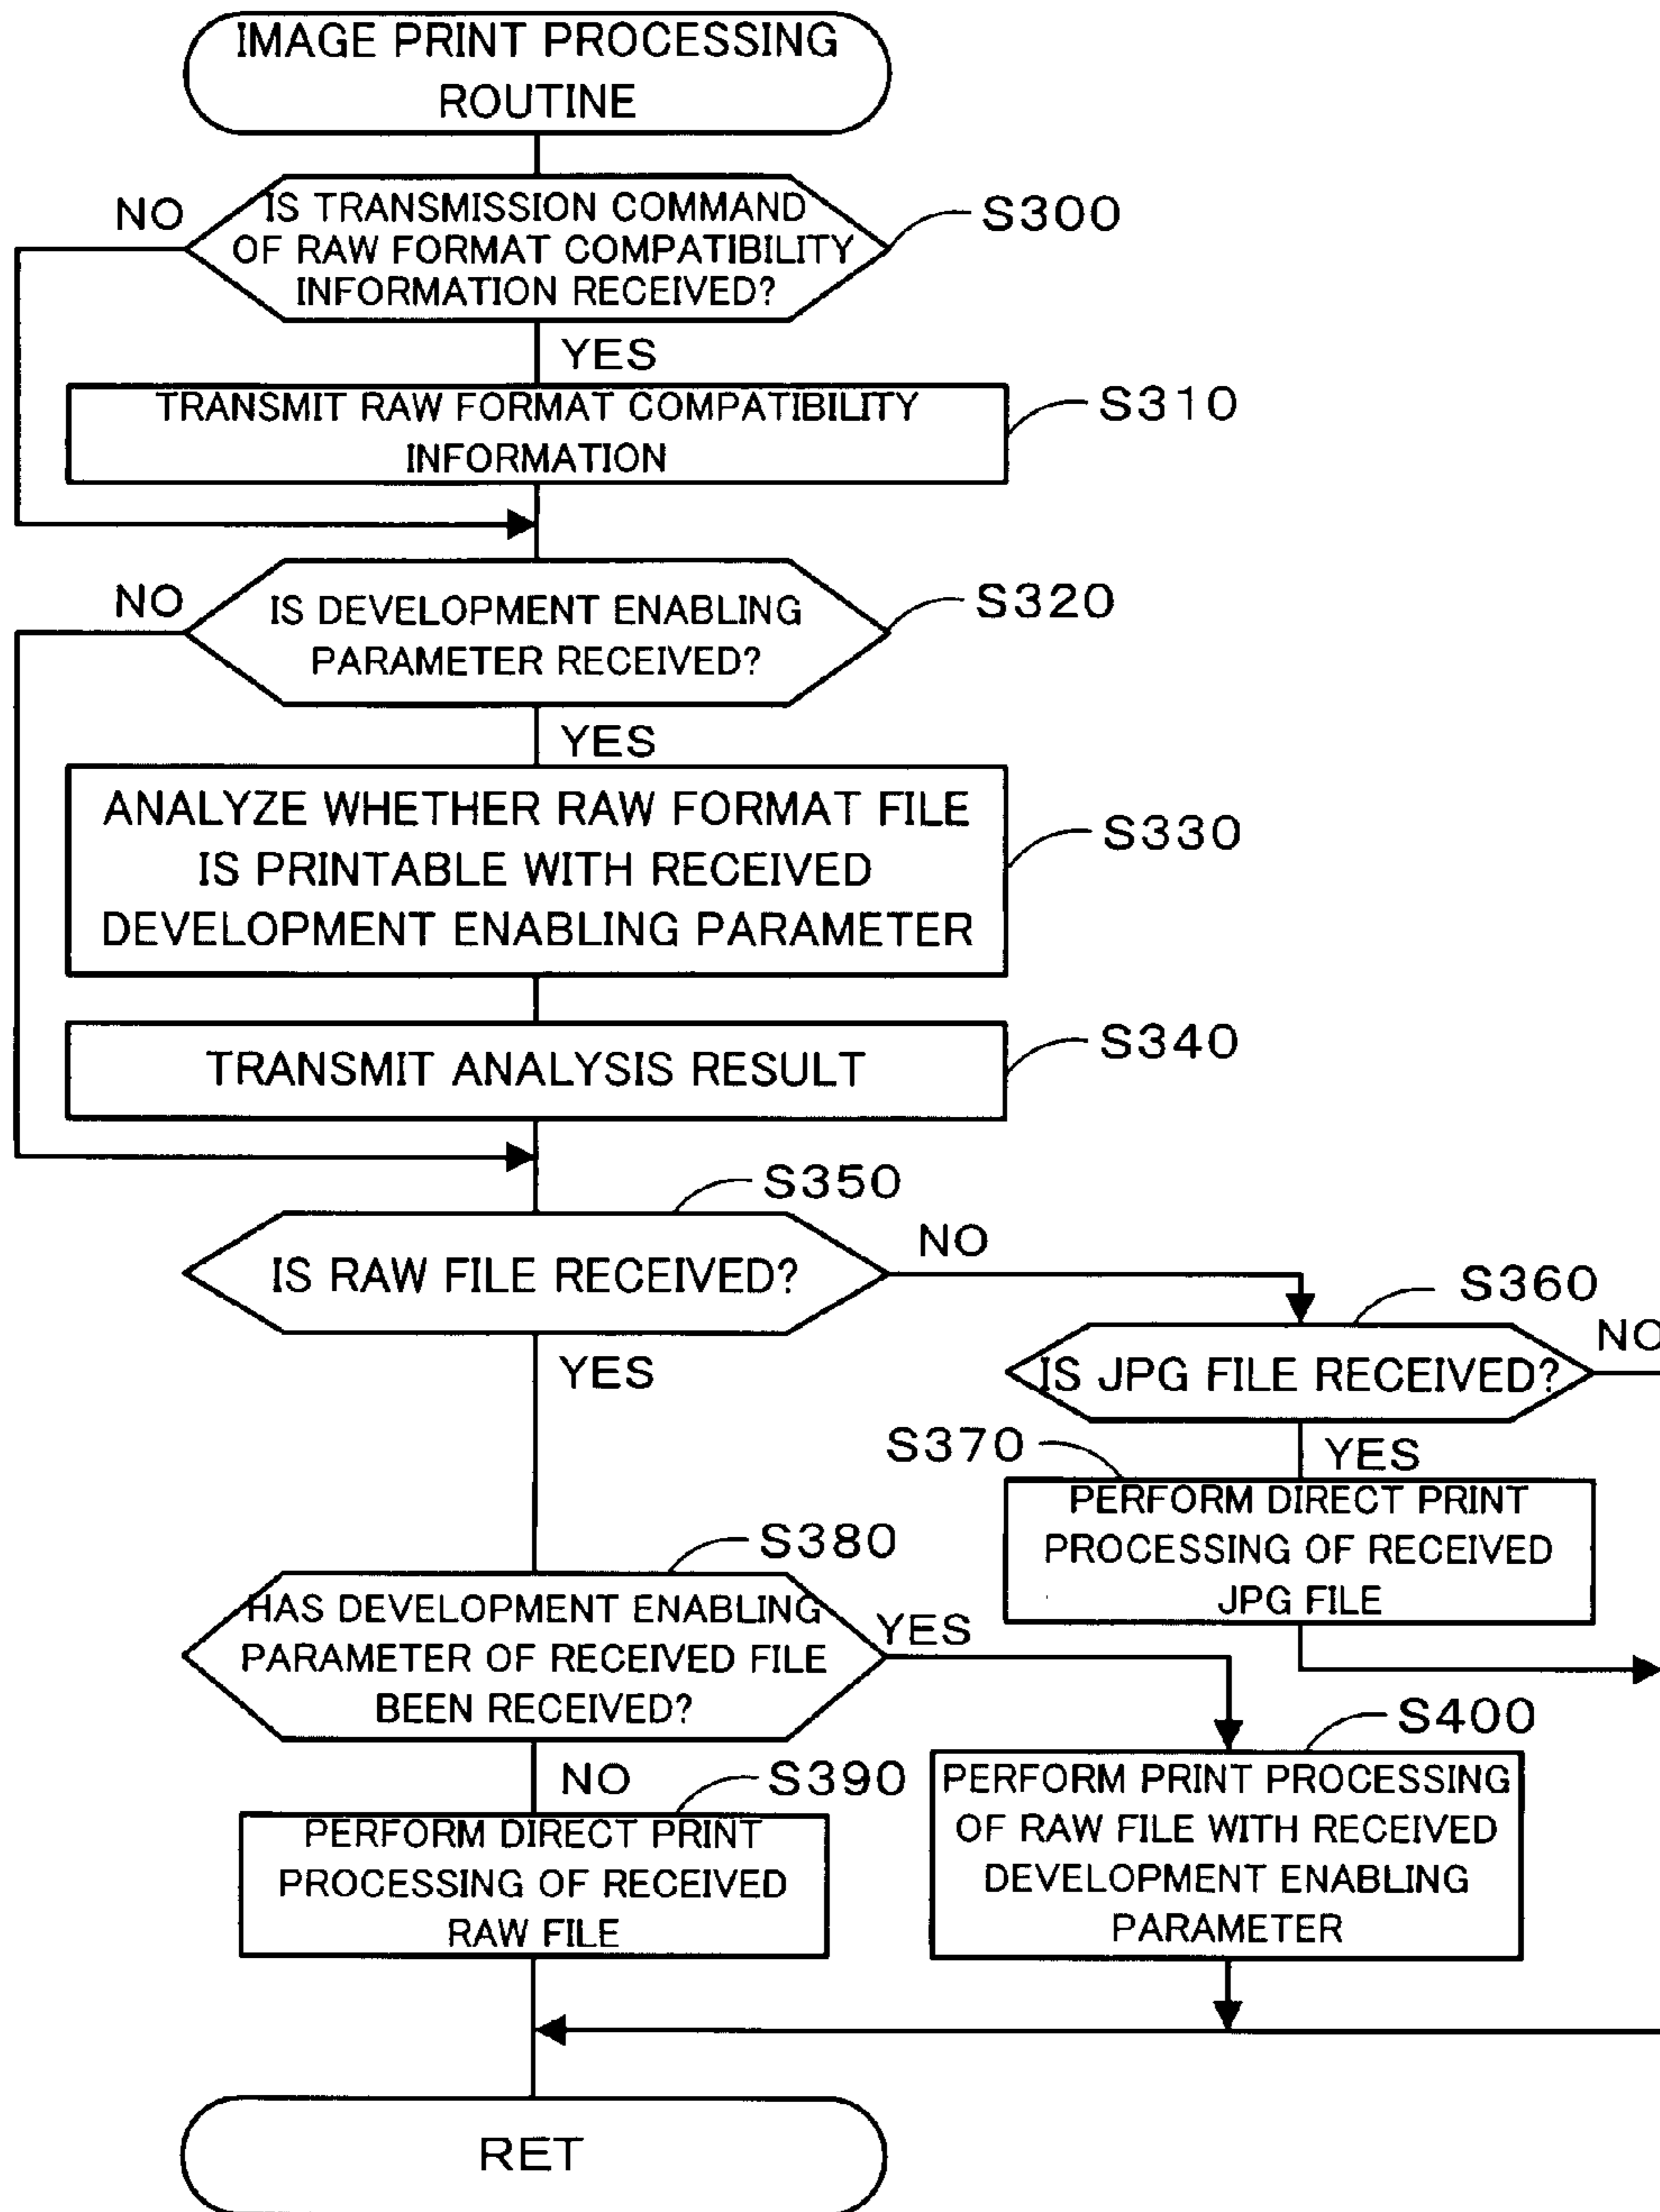 IMAGE PRINT PROCESSING
ROUTINE
NO
IS TRANSMISSION COMMAND
OF RAW FORMAT COMPATIBILITY
INFORMATION RECEIVED?
S300
YES
TRANSMIT RAW FORMAT COMPATIBILITY
INFORMATION
S310
NO
IS DEVELOPMENT ENABLING
PARAMETER RECEIVED?
S320
YES
ANALYZE WHETHER RAW FORMAT FILE
IS PRINTABLE WITH RECEIVED
DEVELOPMENT ENABLING PARAMETER
S330
TRANSMIT ANALYSIS RESULT
S340
S350
IS RAW FILE RECEIVED?
NO
YES
S360
IS JPG FILE RECEIVED?
NO
S370
YES
PERFORM DIRECT PRINT
PROCESSING OF RECEIVED
JPG FILE
S380
HAS DEVELOPMENT ENABLING
PARAMETER OF RECEIVED FILE
BEEN RECEIVED?
YES
NO
S390
PERFORM DIRECT PRINT
PROCESSING OF RECEIVED
RAW FILE
S400
PERFORM PRINT PROCESSING
OF RAW FILE WITH RECEIVED
DEVELOPMENT ENABLING
PARAMETER
RET